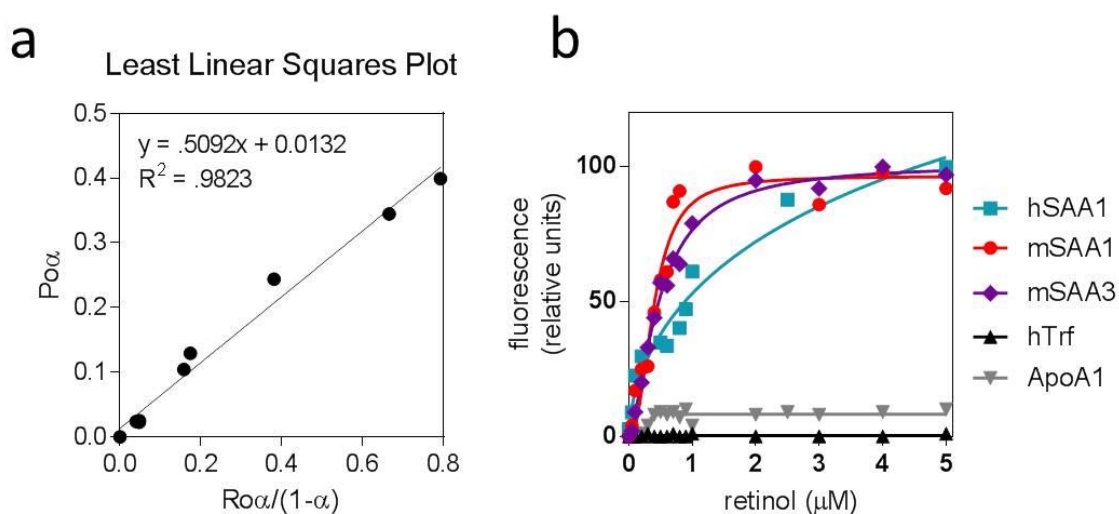 a
Least Linear Squares Plot
y = .5092x + 0.0132
R² = .9823
0.5
0.4
0.3
0.2
0.1
0.0
Poα
0.0 0.2 0.4 0.6 0.8
Roα/(1-α)
b
100
50
0
fluorescence
(relative units)
0 1 2 3 4 5
retinol (μM)
hSAA1
mSAA1
mSAA3
hTrf
ApoA1